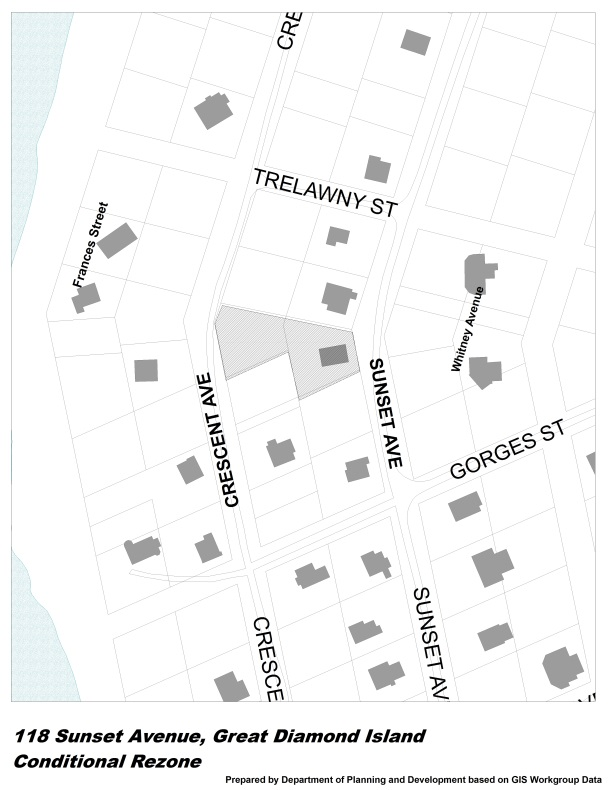 CRE
TRELAWNY ST
Frances Street
Whitney Avenue
CRESCENT AVE
SUNSET AVE
GORGES ST
CRESCE
SUNSET AV
118 Sunset Avenue, Great Diamond Island
Conditional Rezone
Prepared by Department of Planning and Development based on GIS Workgroup Data